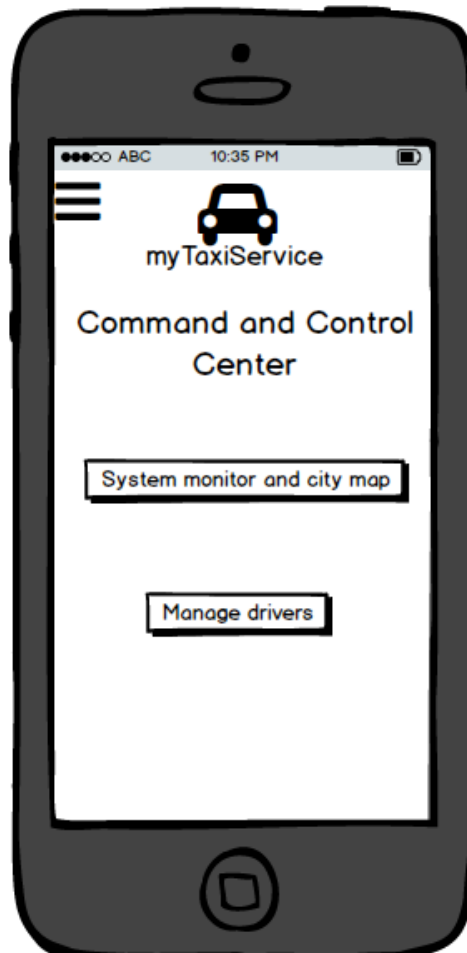 ABC 10:35 PM
myTaxiService
Command and Control
Center
System monitor and city map
Manage drivers